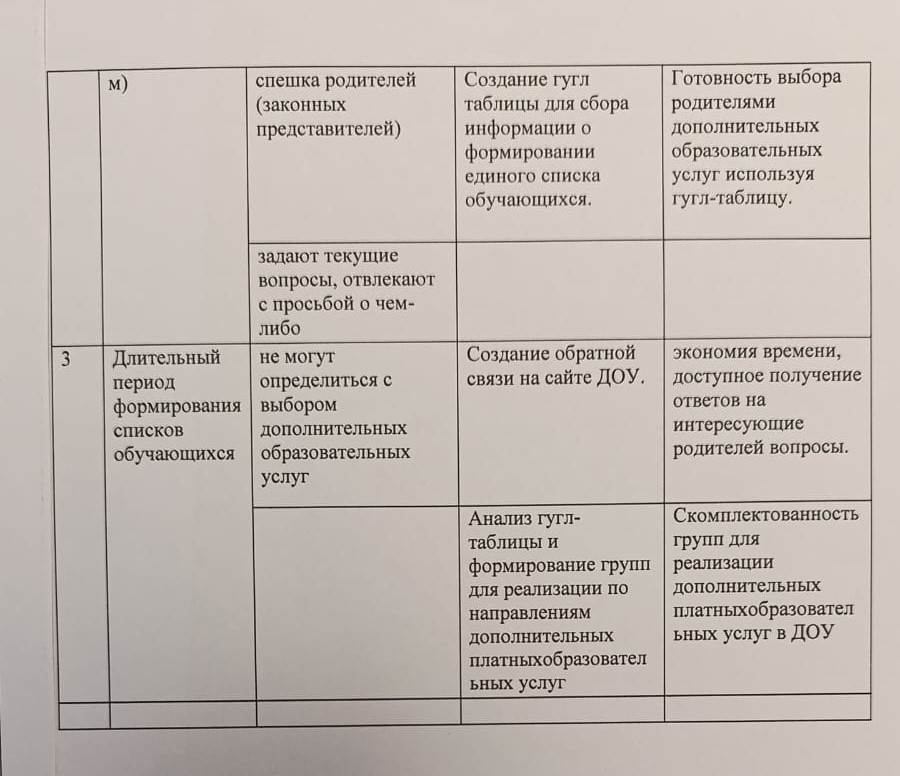 м)
спешка родителей
(законных
представителей)
Создание гугл
таблицы для сбора
информации о
формировании
единого списка
обучающихся.
Готовность выбора
родителями
дополнительных
образовательных
услуг используя
гугл-таблицу.
задают текущие
вопросы, отвлекают
с просьбой о чем-
либо
3
Длительный
период
формирования
списков
обучающихся
не могут
определиться с
выбором
дополнительных
образовательных
услуг
Создание обратной
связи на сайте ДОУ.
экономия времени,
доступное получение
ответов на
интересующие
родителей вопросы.
Анализ гугл-
таблицы и
формирование групп
для реализации по
направлениям
дополнительных
платныхобразовател
ьных услуг
Скомплектованность
групп для
реализации
дополнительных
платныхобразовател
ьных услуг в ДОУ